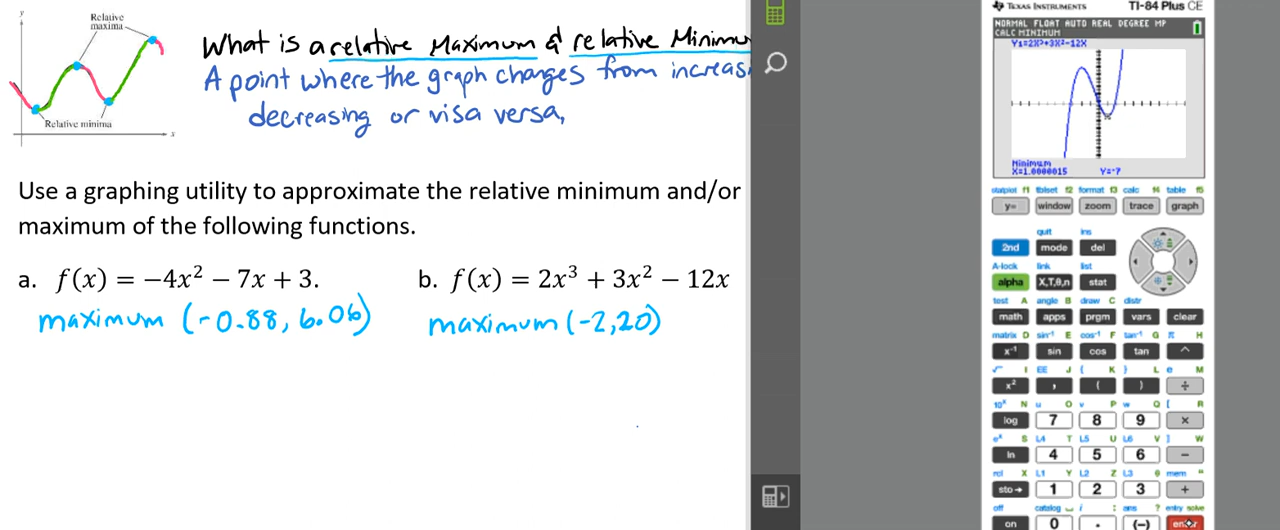 y
Relative
maxima
Relative minima
x
What is a relative Maximum & relative Minimu
A point where the graph changes from increasi
decreasing or visa versa,
Use a graphing utility to approximate the relative minimum and/or
maximum of the following functions.
a. f(x) = −4x² − 7x + 3.
b. f(x) = 2x³ + 3x² − 12x
maximum (-0.88, 6.06)
maximum (-2,20)
TEXAS INSTRUMENTS TI-84 Plus CE
NORMAL FLOAT AUTO REAL DEGREE MP
CALC MINIMUM
Y1=2X³+3X²-12X
Minimum
X=1.0000015 Y=-7
statplot f1 tblset f2 format f3 calc f4 table f5
y= window zoom trace graph
quit ins
2nd mode del
A-lock link list
alpha X,T,θ,n stat
test A angle B draw C distr
math apps prgm vars clear
matrix D sin⁻¹ E cos⁻¹ F tan⁻¹ G π H
x⁻¹ sin cos tan ^
√ I EE J { K } L e M
x² , ( ) ÷
10ˣ N u O v P w Q [ R
log 7 8 9 ×
eˣ S L4 T L5 U L6 V ] W
ln 4 5 6 −
rcl X L1 Y L2 Z L3 θ mem "
sto→ 1 2 3 +
off catalog i : ans ? entry solve
on 0 . (−) enter